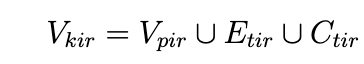 V_{kir} = V_{pir} ∪ E_{tir} ∪ C_{tir}